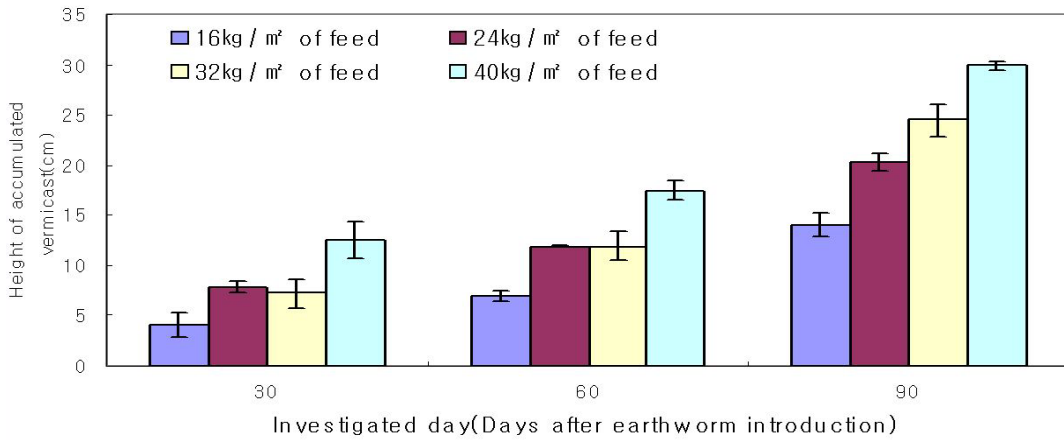 35
30
25
20
15
10
5
0
Height of accumulated
vermicast(cm)
16kg / ㎡ of feed
24kg / ㎡ of feed
32kg / ㎡ of feed
40kg / ㎡ of feed
30
60
90
Investigated day(Days after earthworm introduction)